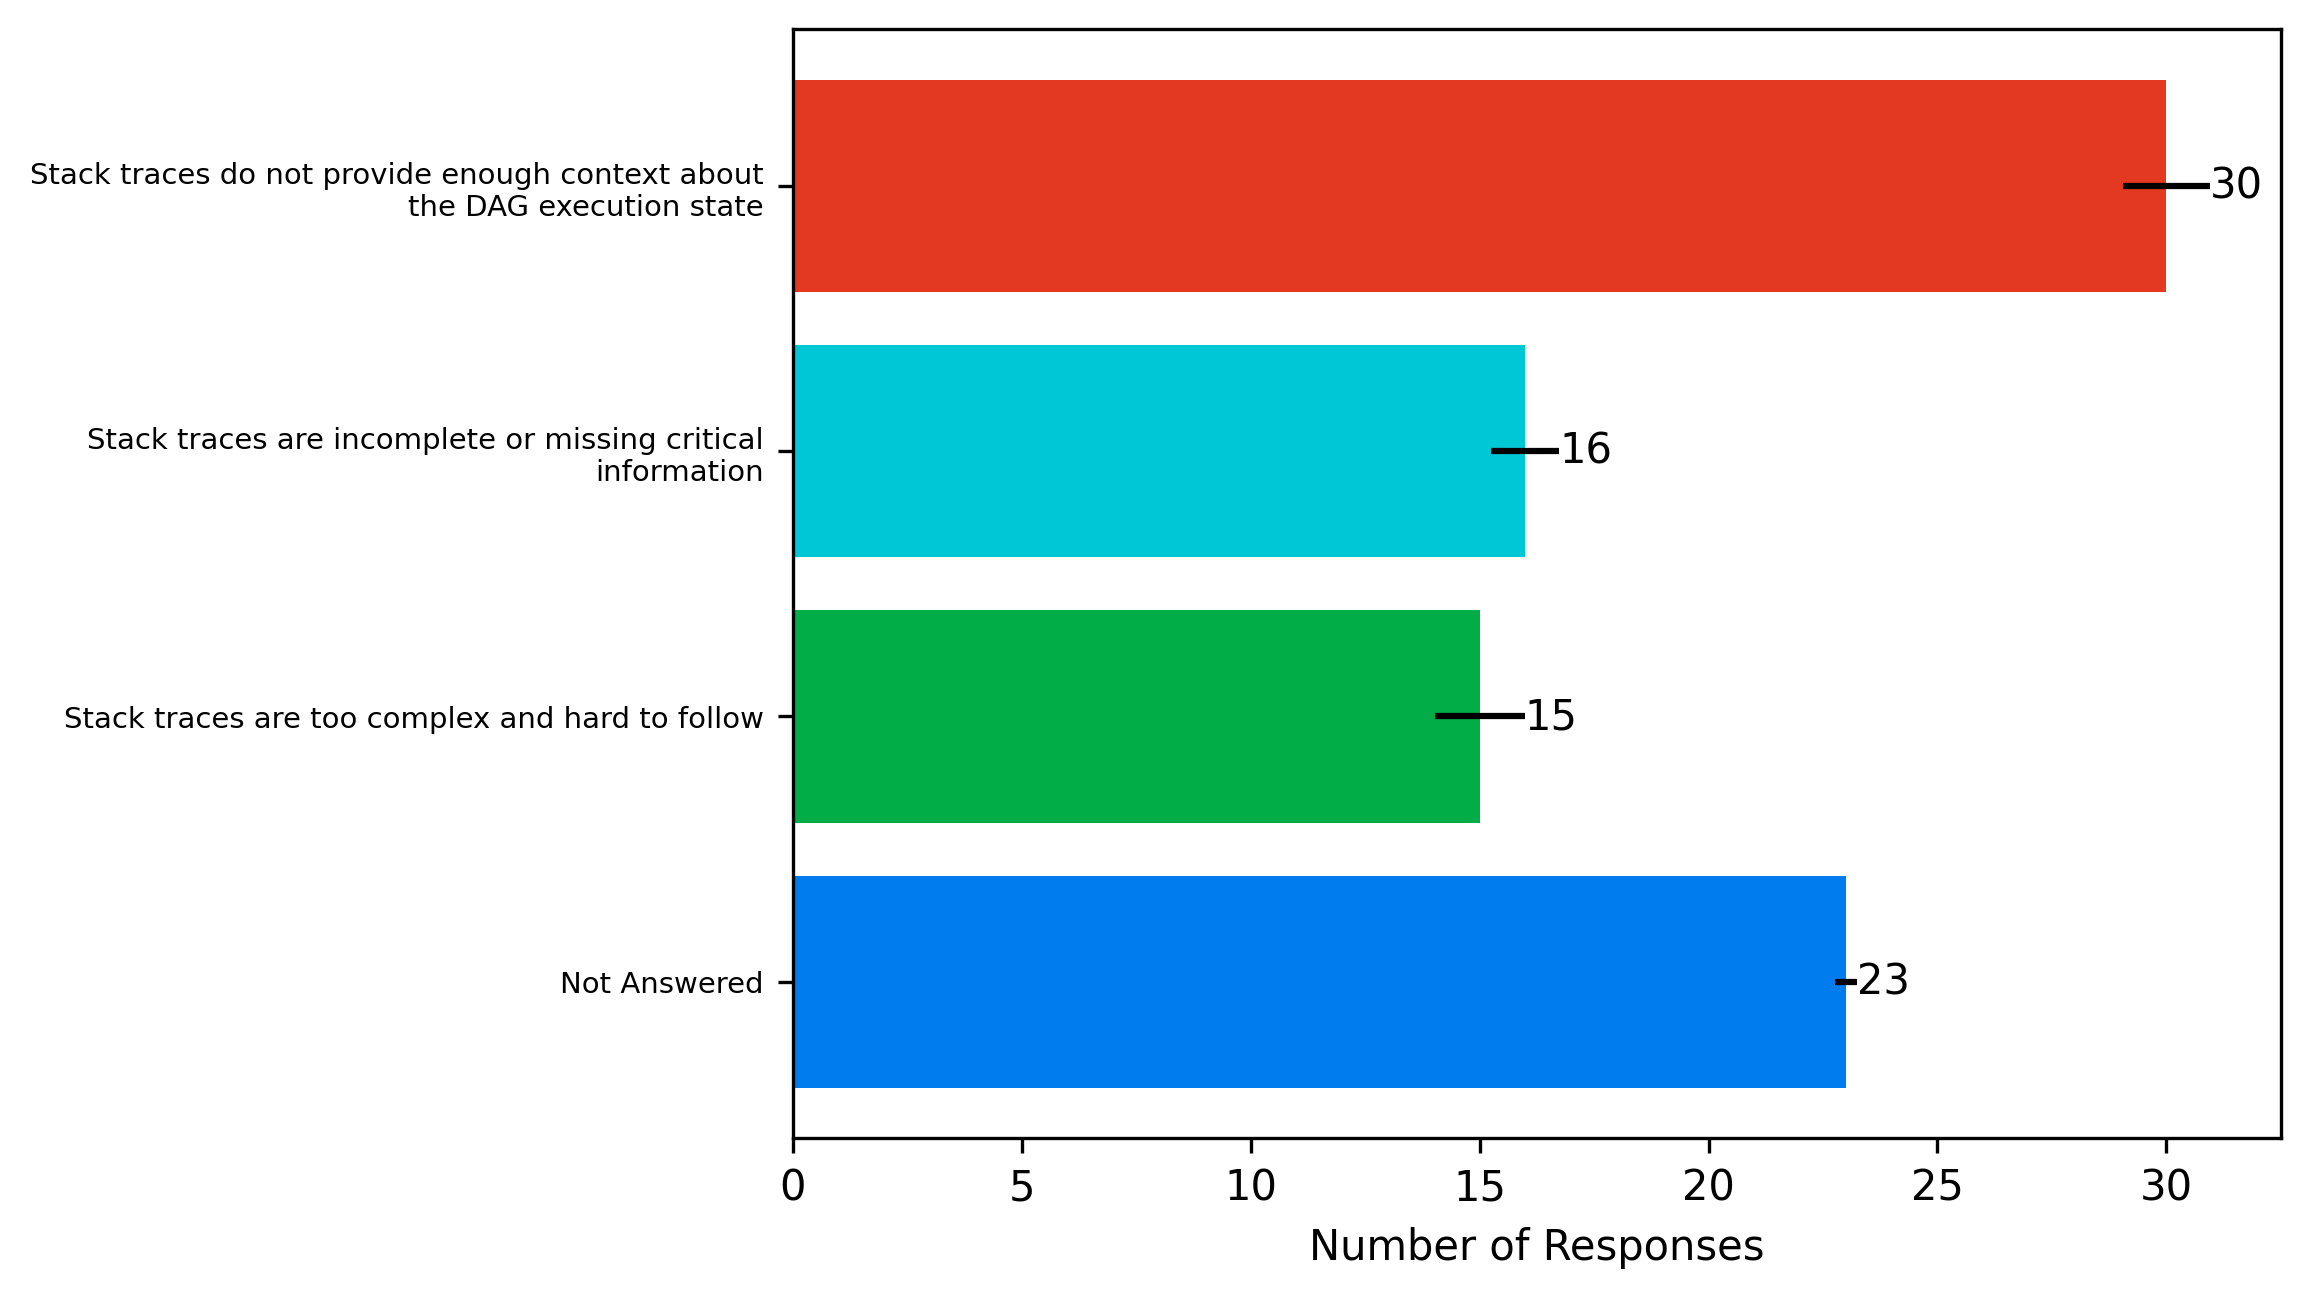 Stack traces do not provide enough context about
the DAG execution state
30
Stack traces are incomplete or missing critical
information
16
Stack traces are too complex and hard to follow
15
Not Answered
23
0 5 10 15 20 25 30
Number of Responses